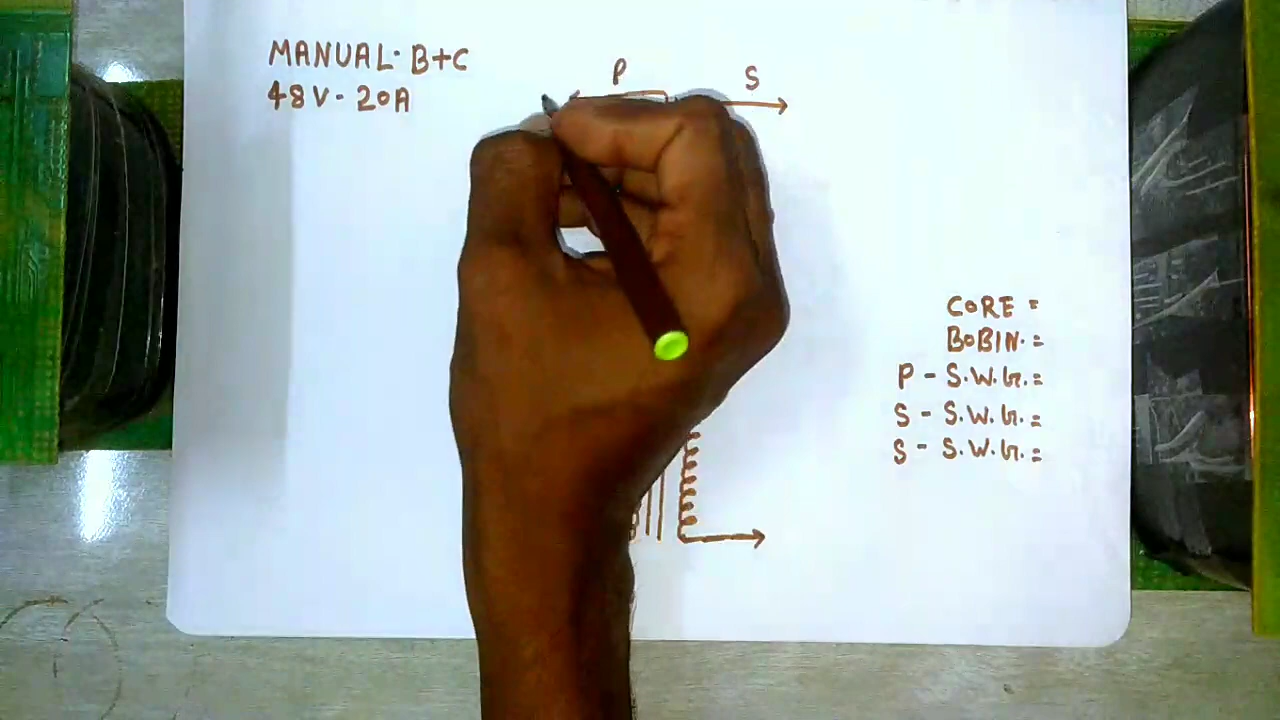 MANUAL· B+C
48V - 20A
P
S
CORE =
BOBIN. =
P - S.W.G. =
S - S.W.G. =
S - S.W.G. =